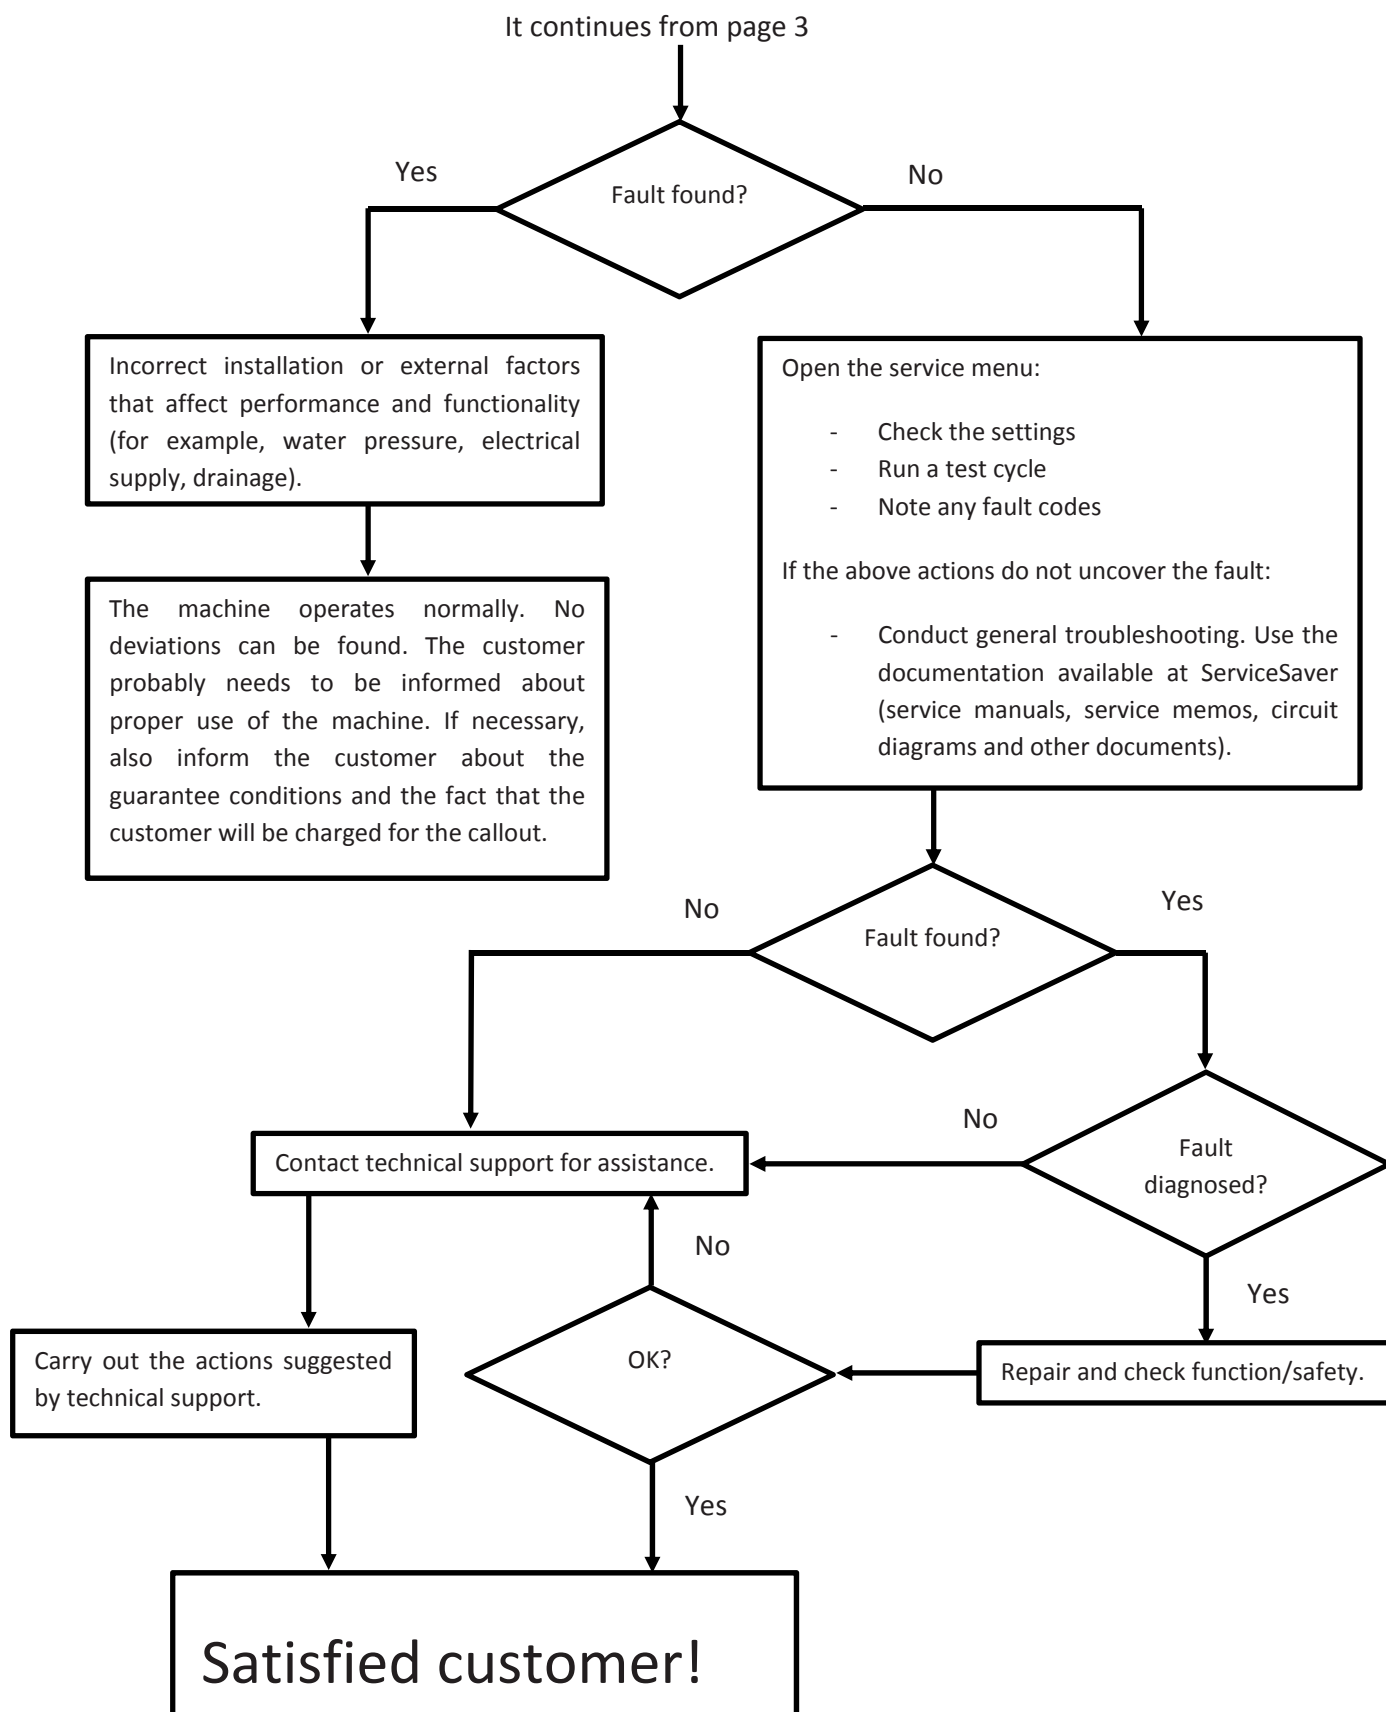 It continues from page 3
Yes
No
Fault found?
Incorrect installation or external factors
that affect performance and functionality
(for example, water pressure, electrical
supply, drainage).
Open the service menu:
- Check the settings
- Run a test cycle
- Note any fault codes
If the above actions do not uncover the fault:
- Conduct general troubleshooting. Use the
documentation available at ServiceSaver
(service manuals, service memos, circuit
diagrams and other documents).
The machine operates normally. No
deviations can be found. The customer
probably needs to be informed about
proper use of the machine. If necessary,
also inform the customer about the
guarantee conditions and the fact that the
customer will be charged for the callout.
No
Yes
Fault found?
No
Fault
diagnosed?
Contact technical support for assistance.
No
Yes
OK?
Repair and check function/safety.
Carry out the actions suggested
by technical support.
Yes
Satisfied customer!